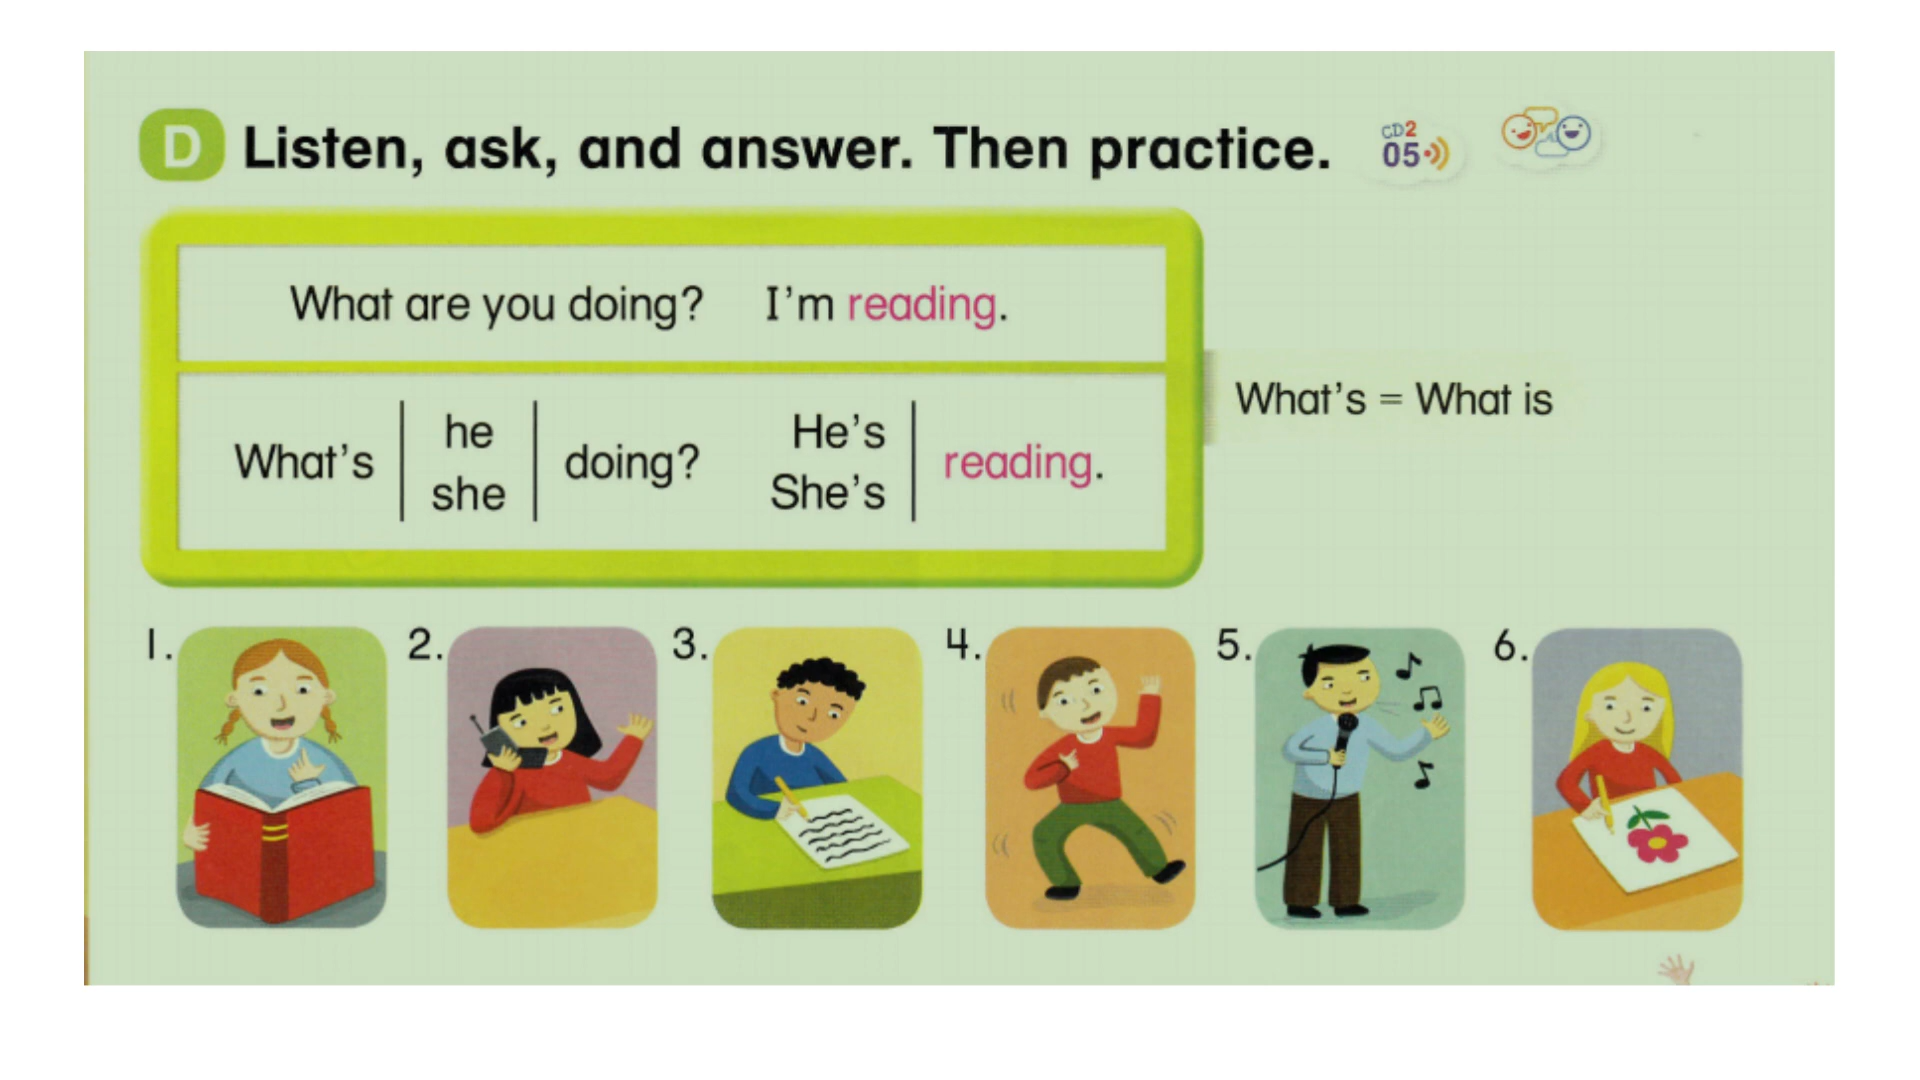 D Listen, ask, and answer. Then practice.
CD2
05
What are you doing? I'm reading.
What's = What is
he He's
What's doing? reading.
she She's
1. 2. 3. 4. 5. 6.